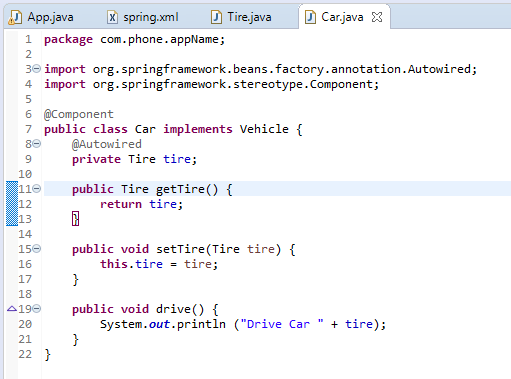 App.java spring.xml Tire.java Car.java
1 package com.phone.appName;
2
3 import org.springframework.beans.factory.annotation.Autowired;
4 import org.springframework.stereotype.Component;
5
6 @Component
7 public class Car implements Vehicle {
8 @Autowired
9 private Tire tire;
10
11 public Tire getTire() {
12 return tire;
13 }
14
15 public void setTire(Tire tire) {
16 this.tire = tire;
17 }
18
19 public void drive() {
20 System.out.println ("Drive Car " + tire);
21 }
22 }